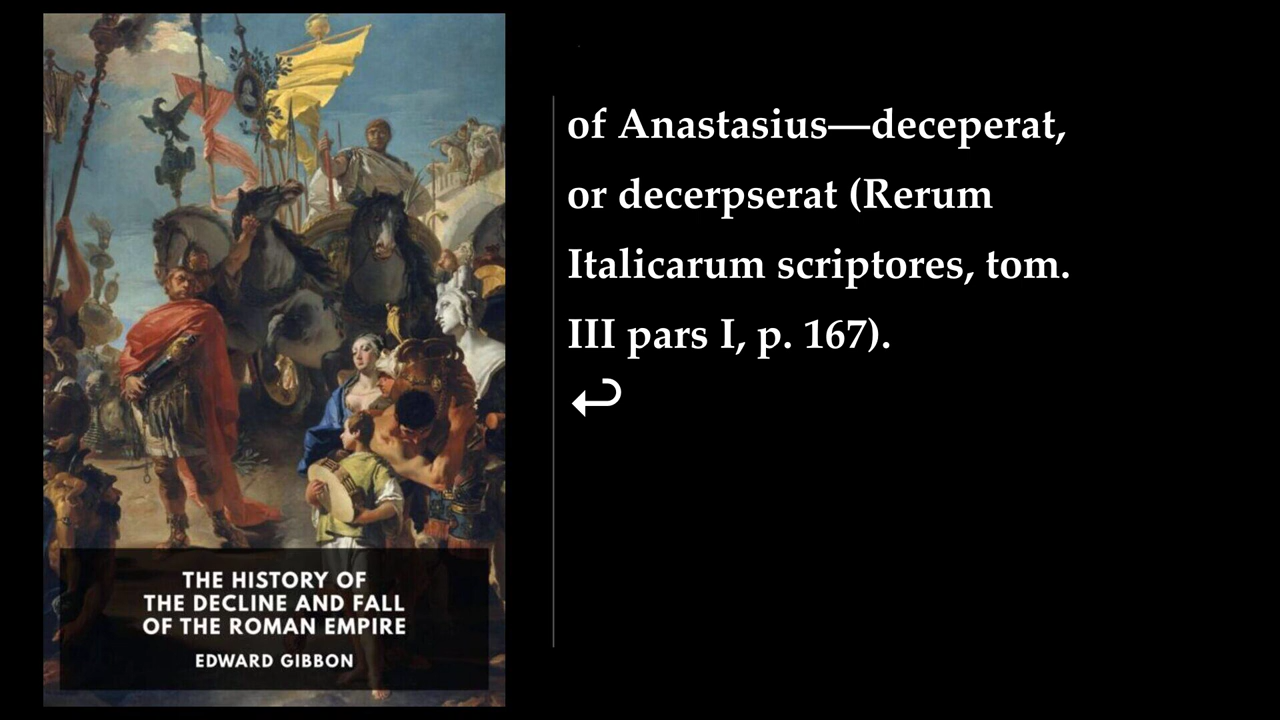 of Anastasius—deceperat,
or decerpserat (Rerum
Italicarum scriptores, tom.
III pars I, p. 167).
↩
THE HISTORY OF
THE DECLINE AND FALL
OF THE ROMAN EMPIRE
EDWARD GIBBON